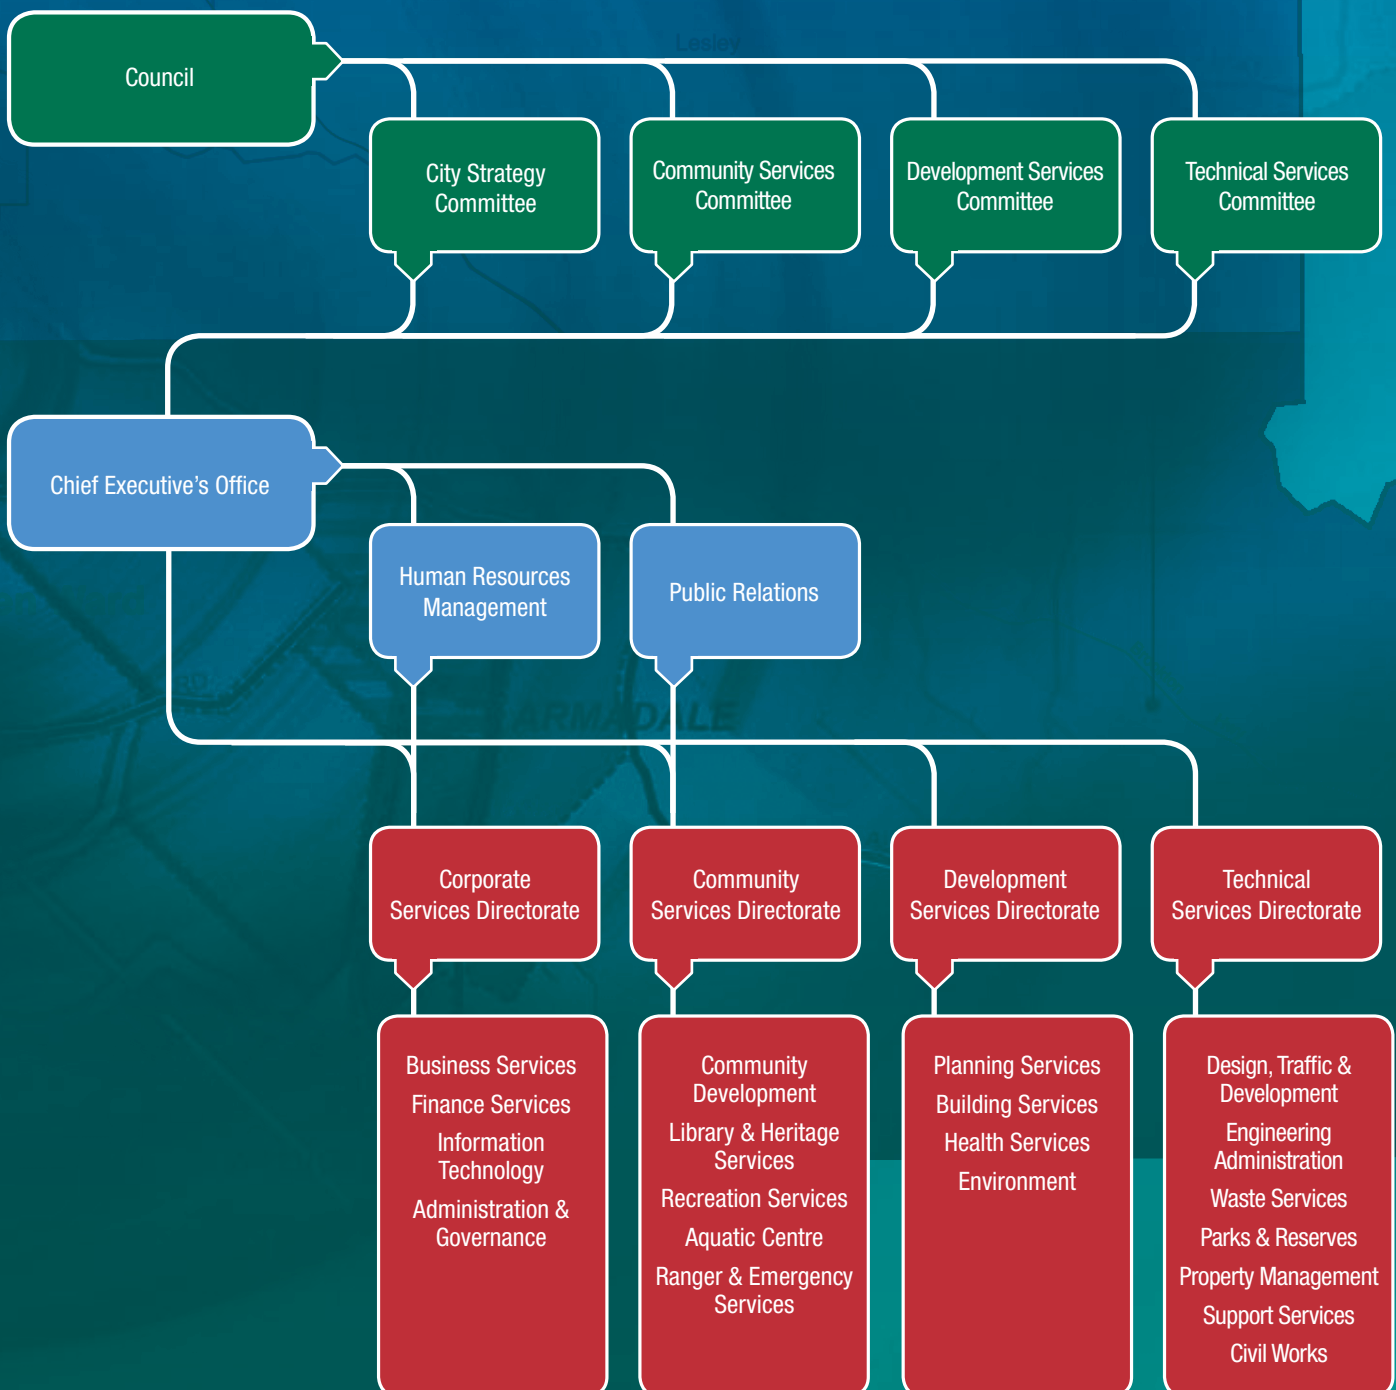 Lesley
Council
City Strategy
Committee
Community Services
Committee
Development Services
Committee
Technical Services
Committee
Chief Executive’s Office
Human Resources
Management
Public Relations
ARMADALE
Corporate
Services Directorate
Community
Services Directorate
Development
Services Directorate
Technical
Services Directorate
Business Services
Finance Services
Information
Technology
Administration &
Governance
Community
Development
Library & Heritage
Services
Recreation Services
Aquatic Centre
Ranger & Emergency
Services
Planning Services
Building Services
Health Services
Environment
Design, Traffic &
Development
Engineering
Administration
Waste Services
Parks & Reserves
Property Management
Support Services
Civil Works